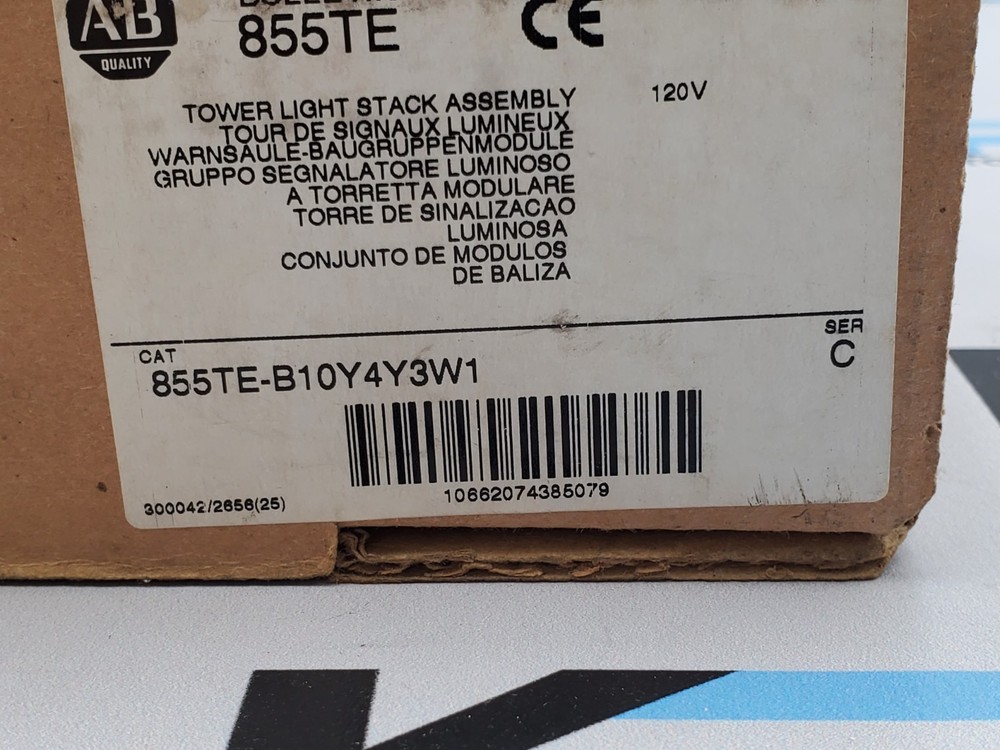 AB
QUALITY
855TE
CE
TOWER LIGHT STACK ASSEMBLY 120V
TOUR DE SIGNAUX LUMINEUX
WARNSAULE-BAUGRUPPENMODULE
GRUPPO SEGNALATORE LUMINOSO
A TORRETTA MODULARE
TORRE DE SINALIZACAO
LUMINOSA
CONJUNTO DE MODULOS
DE BALIZA
SER
CAT
C
855TE-B10Y4Y3W1
10662074385079
300042/2656(25)